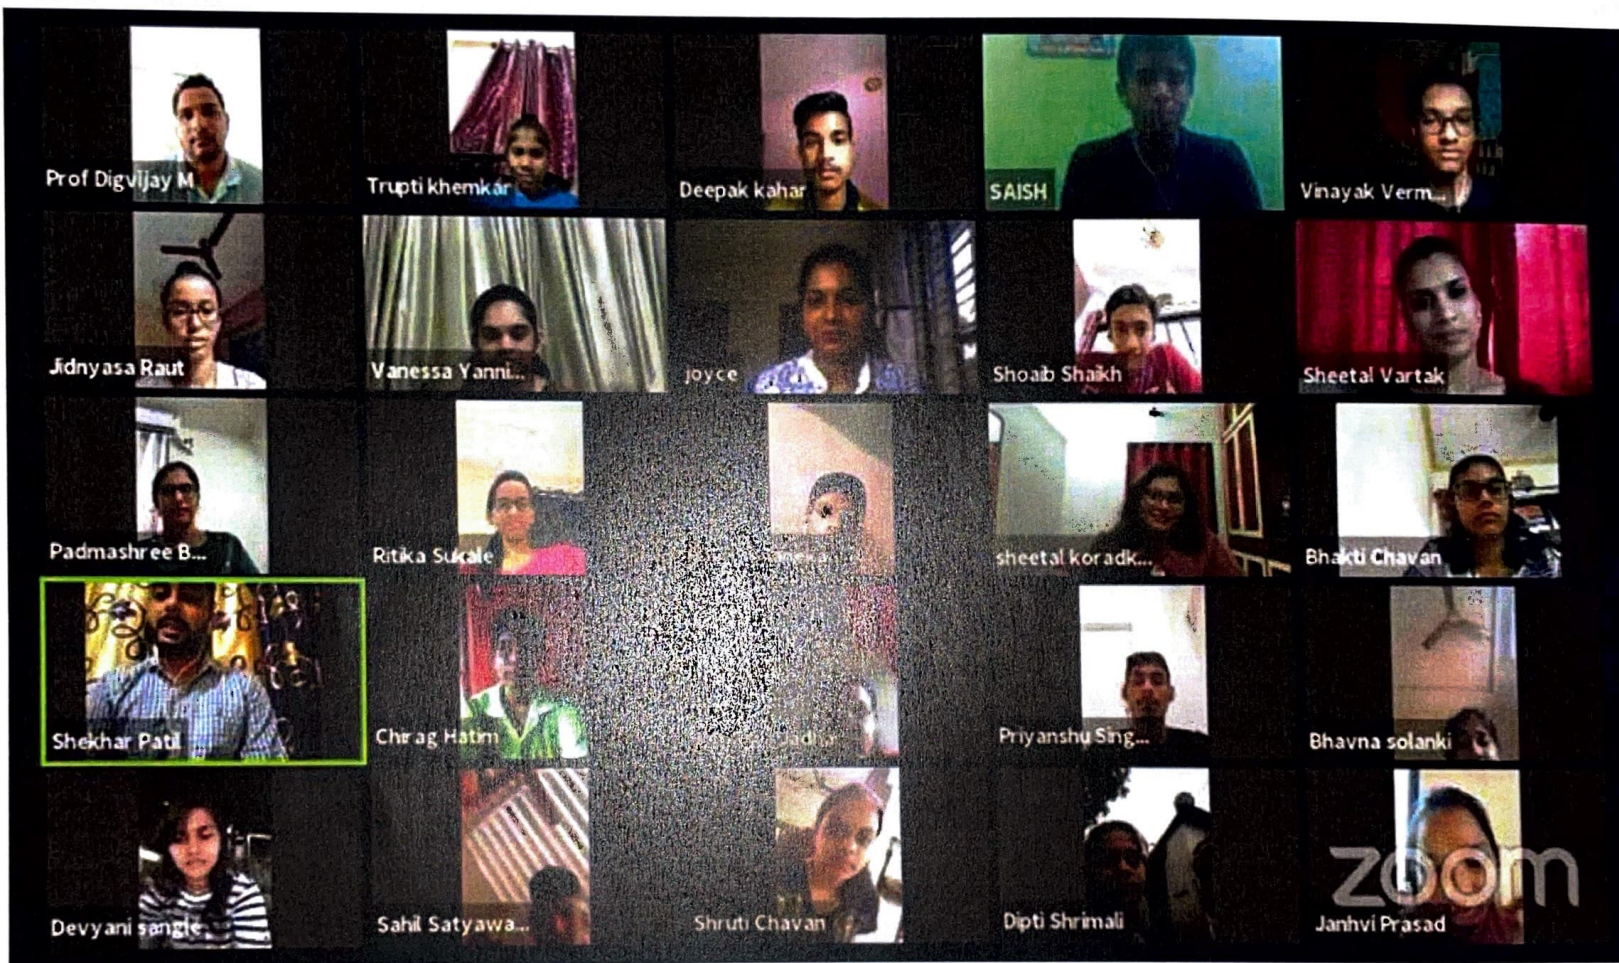 Prof Digvijay M
Trupti khemkar
Deepak kahar
SAISH
Vinayak Verm...
Jidnyasa Raut
Vanessa Yanni...
joyce
Shoaib Shaikh
Sheetal Vartak
Padmashree B...
Ritika Sukale
sheetal koradk...
Bhakti Chavan
Shekhar Patil
Chirag Hatim
Priyanshu Sing...
Bhavna solanki
Devyani sangle
Sahil Satyawa...
Shruti Chavan
Dipti Shrimali
Janhvi Prasad
zoom